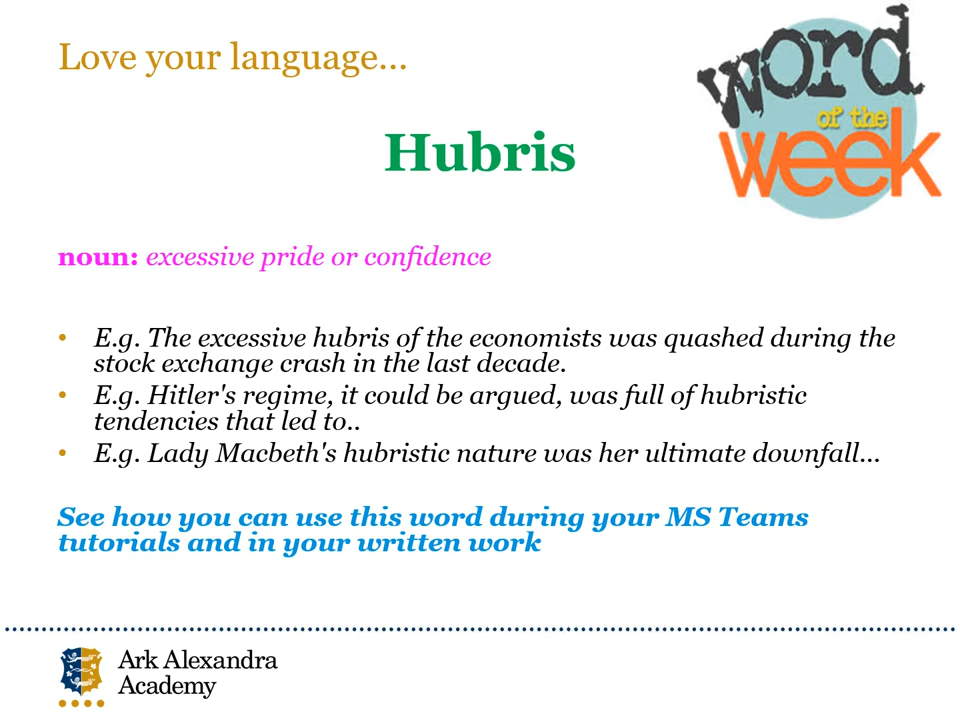 Love your language...
word
of the
week
Hubris
noun: excessive pride or confidence
• E.g. The excessive hubris of the economists was quashed during the
stock exchange crash in the last decade.
• E.g. Hitler's regime, it could be argued, was full of hubristic
tendencies that led to..
• E.g. Lady Macbeth's hubristic nature was her ultimate downfall...
See how you can use this word during your MS Teams
tutorials and in your written work
Ark Alexandra
Academy